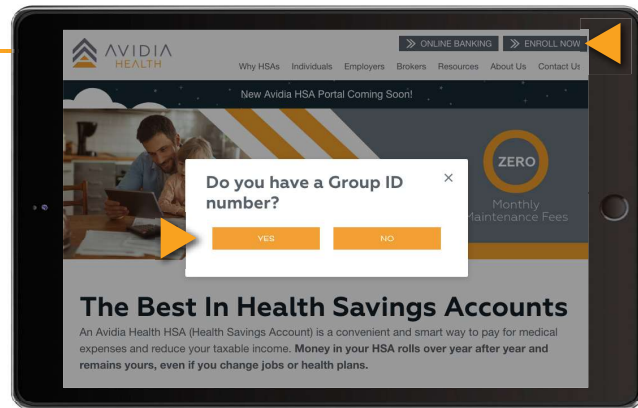 AVIDIA
HEALTH
ONLINE BANKING
ENROLL NOW
Why HSAs Individuals Employers Brokers Resources About Us Contact Us
New Avidia HSA Portal Coming Soon!
ZERO
Monthly
Maintenance Fees
Do you have a Group ID
number?
YES NO
The Best In Health Savings Accounts
An Avidia Health HSA (Health Savings Account) is a convenient and smart way to pay for medical
expenses and reduce your taxable income. Money in your HSA rolls over year after year and
remains yours, even if you change jobs or health plans.